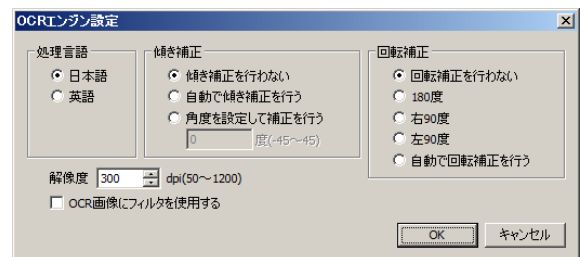 OCRエンジン設定
処理言語
日本語
英語
傾き補正
傾き補正を行わない
自動で傾き補正を行う
角度を設定して補正を行う
0 度(-45～45)
回転補正
回転補正を行わない
180度
右90度
左90度
自動で回転補正を行う
解像度 300 dpi(50～1200)
OCR画像にフィルタを使用する
OK キャンセル